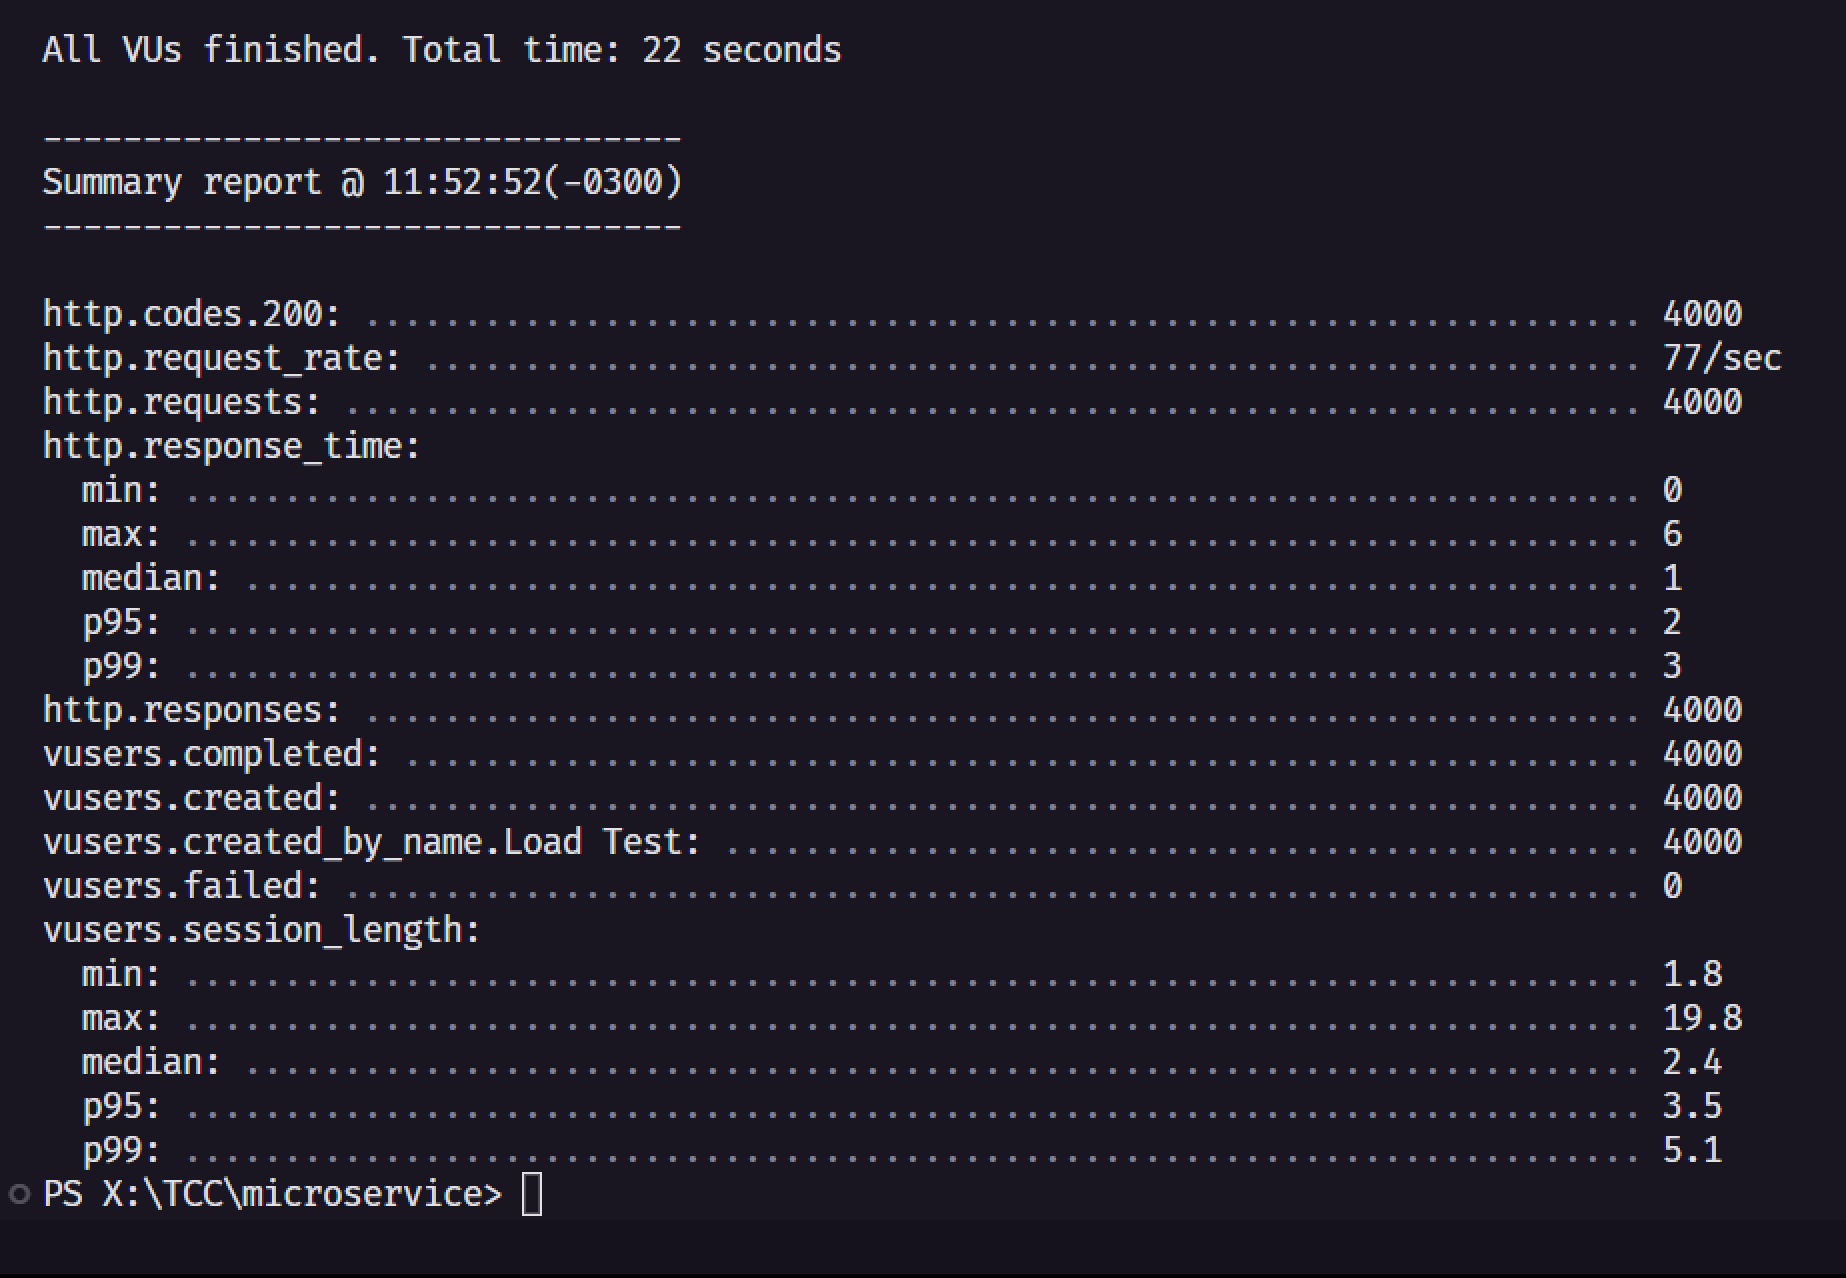 All VUs finished. Total time: 22 seconds
--------------------------------
Summary report @ 11:52:52(-0300)
--------------------------------
http.codes.200: ................................................................ 4000
http.request_rate: ............................................................. 77/sec
http.requests: ................................................................. 4000
http.response_time:
  min: ......................................................................... 0
  max: ......................................................................... 6
  median: ...................................................................... 1
  p95: ......................................................................... 2
  p99: ......................................................................... 3
http.responses: ................................................................ 4000
vusers.completed: .............................................................. 4000
vusers.created: ................................................................ 4000
vusers.created_by_name.Load Test: .............................................. 4000
vusers.failed: ................................................................. 0
vusers.session_length:
  min: ......................................................................... 1.8
  max: ......................................................................... 19.8
  median: ...................................................................... 2.4
  p95: ......................................................................... 3.5
  p99: ......................................................................... 5.1
PS X:\TCC\microservice>